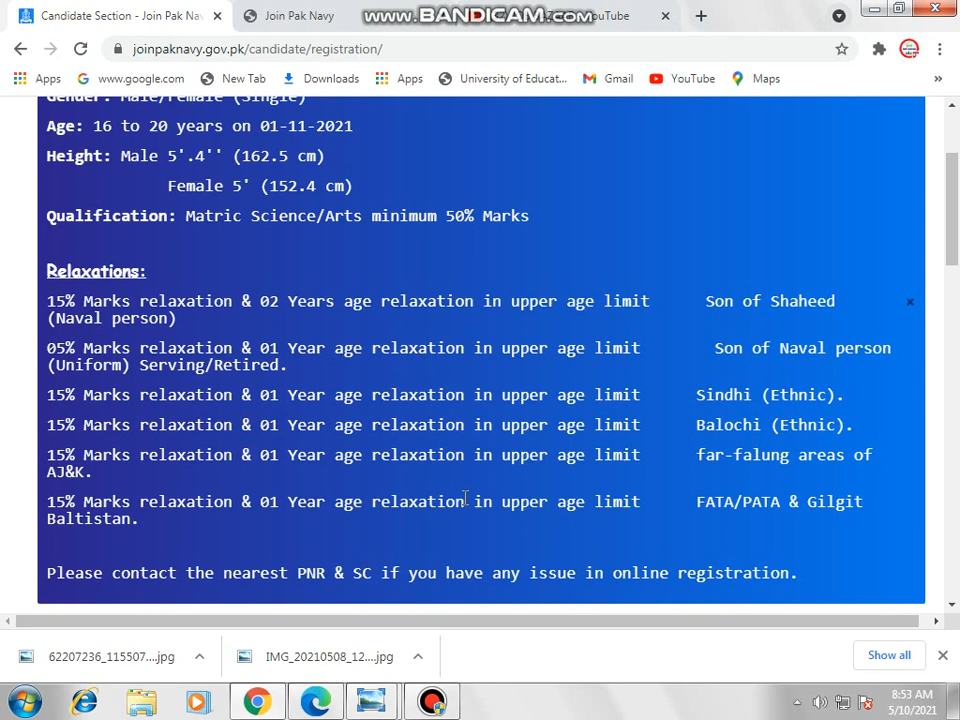 Candidate Section - Join Pak Nav
Join Pak Navy
www.BANDICAM.com
YouTube
joinpaknavy.gov.pk/candidate/registration/
Apps
www.google.com
New Tab
Downloads
Apps
University of Educat...
Gmail
YouTube
Maps
»
Gender: Male/Female (Single)
Age: 16 to 20 years on 01-11-2021
Height: Male 5'.4'' (162.5 cm)
Female 5' (152.4 cm)
Qualification: Matric Science/Arts minimum 50% Marks
Relaxations:
15% Marks relaxation & 02 Years age relaxation in upper age limit Son of Shaheed
(Naval person)
05% Marks relaxation & 01 Year age relaxation in upper age limit Son of Naval person
(Uniform) Serving/Retired.
15% Marks relaxation & 01 Year age relaxation in upper age limit Sindhi (Ethnic).
15% Marks relaxation & 01 Year age relaxation in upper age limit Balochi (Ethnic).
15% Marks relaxation & 01 Year age relaxation in upper age limit far-falung areas of
AJ&K.
15% Marks relaxation & 01 Year age relaxation in upper age limit FATA/PATA & Gilgit
Baltistan.
Please contact the nearest PNR & SC if you have any issue in online registration.
62207236_115507....jpg
IMG_20210508_12....jpg
Show all
8:53 AM
5/10/2021